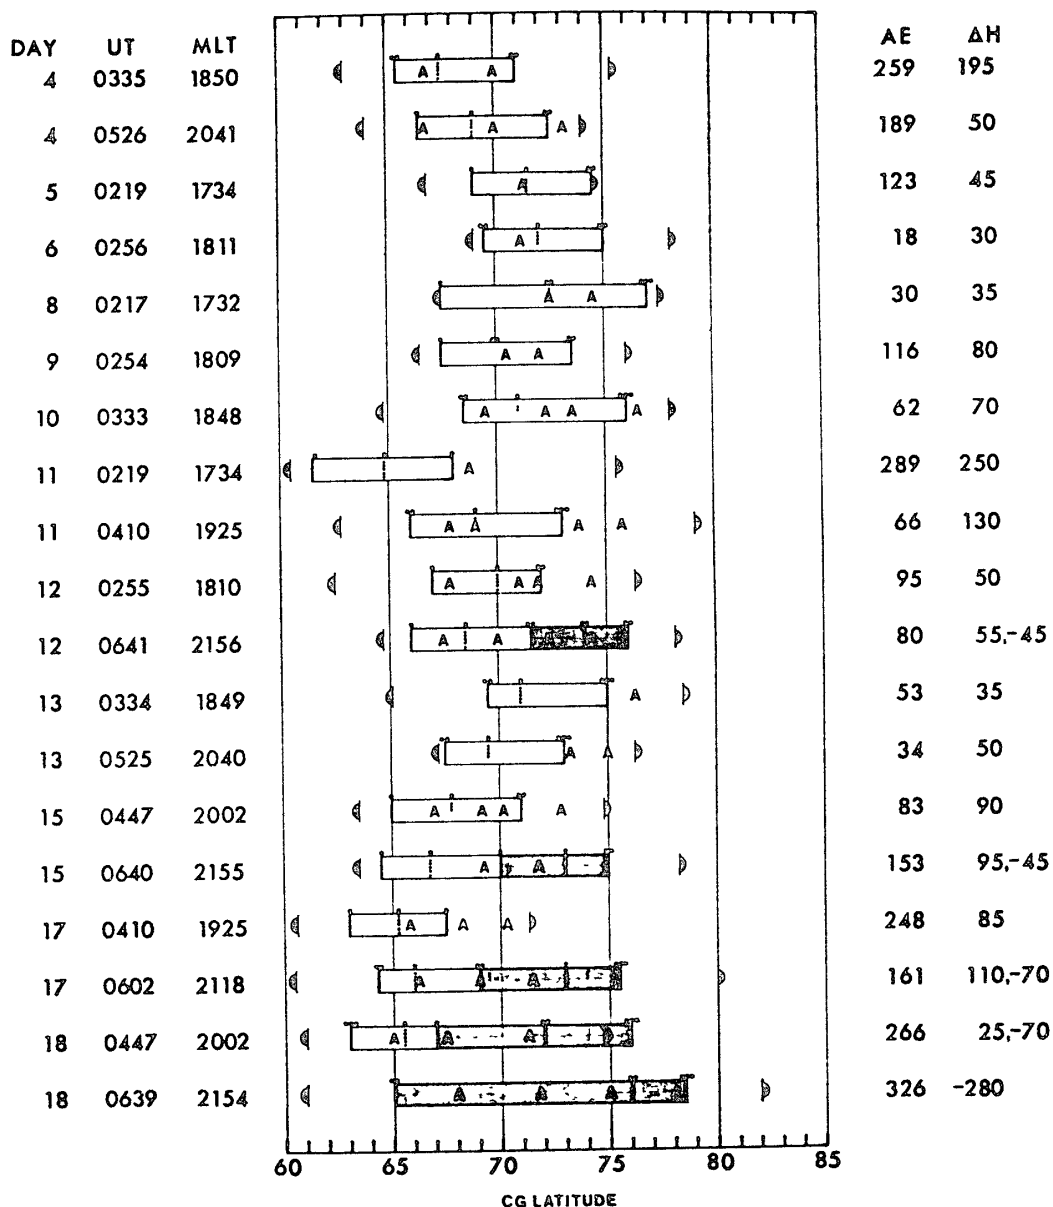 DAY UT MLT AE ΔH
4 0335 1850 A A 259 195
4 0526 2041 A A A 189 50
5 0219 1734 A 123 45
6 0256 1811 A 18 30
8 0217 1732 A A 30 35
9 0254 1809 A A 116 80
10 0333 1848 A A A A 62 70
11 0219 1734 A 289 250
11 0410 1925 A A A A 66 130
12 0255 1810 A A A A 95 50
12 0641 2156 A A 80 55,-45
13 0334 1849 A 53 35
13 0525 2040 A A 34 50
15 0447 2002 A A A A 83 90
15 0640 2155 A A 153 95,-45
17 0410 1925 A A A 248 85
17 0602 2118 A A A A 161 110,-70
18 0447 2002 A A A A 266 25,-70
18 0639 2154 A A A 326 -280
60 65 70 75 80 85
CG LATITUDE